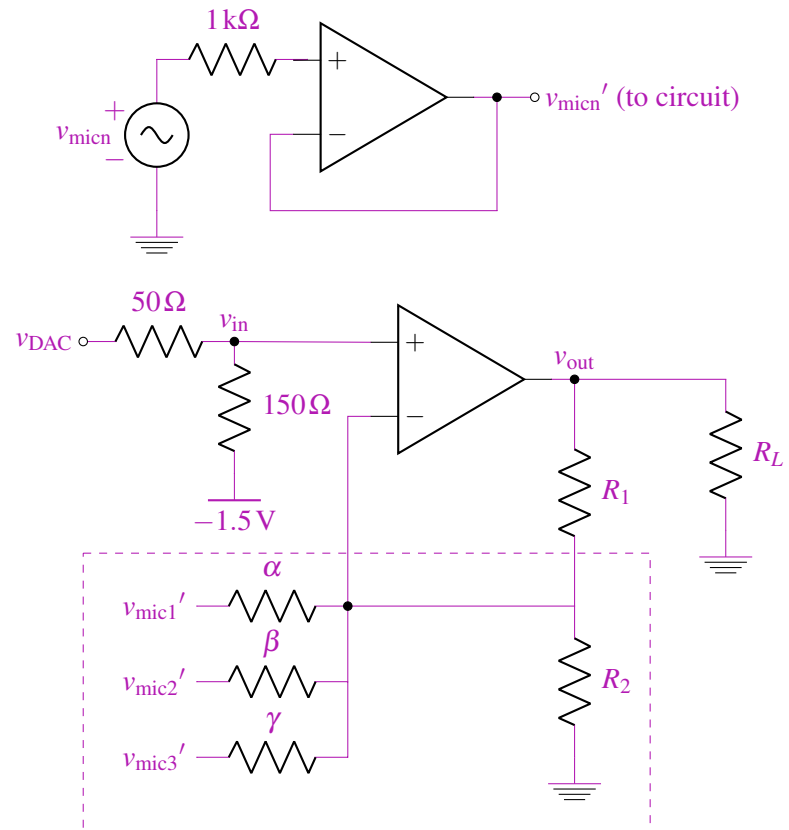 1 kΩ
+
+
v_micn
−
−
v_micn′ (to circuit)
50 Ω
v_DAC
v_in
+
v_out
150 Ω
−
R_L
R_1
−1.5 V
α
v_mic1′
β
v_mic2′
R_2
γ
v_mic3′